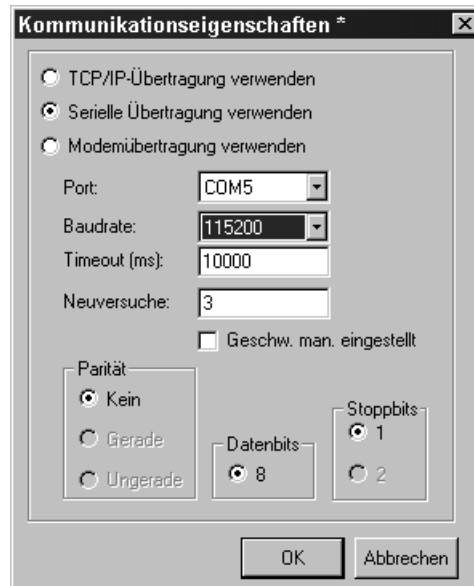 Kommunikationseigenschaften *
TCP/IP-Übertragung verwenden
Serielle Übertragung verwenden
Modemübertragung verwenden
Port: COM5
Baudrate: 115200
Timeout (ms): 10000
Neuversuche: 3
Geschw. man. eingestellt
Parität
Kein
Gerade
Ungerade
Datenbits
8
Stoppbits
1
2
OK Abbrechen